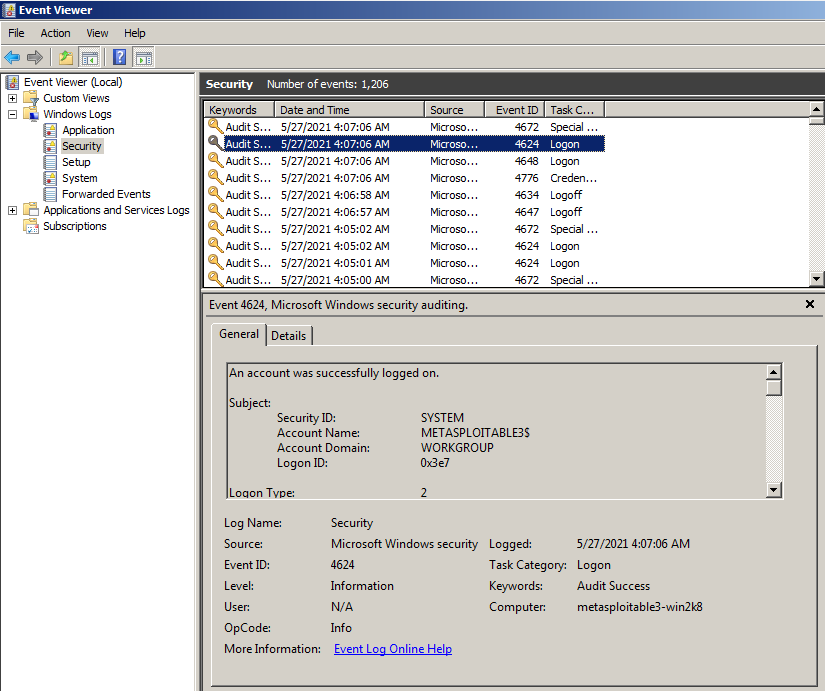 Event Viewer
File Action View Help
Event Viewer (Local)
Custom Views
Windows Logs
Application
Security
Setup
System
Forwarded Events
Applications and Services Logs
Subscriptions
Security Number of events: 1,206
Keywords Date and Time Source Event ID Task C...
Audit S... 5/27/2021 4:07:06 AM Microso... 4672 Special ...
Audit S... 5/27/2021 4:07:06 AM Microso... 4624 Logon
Audit S... 5/27/2021 4:07:06 AM Microso... 4648 Logon
Audit S... 5/27/2021 4:07:06 AM Microso... 4776 Creden...
Audit S... 5/27/2021 4:06:58 AM Microso... 4634 Logoff
Audit S... 5/27/2021 4:06:57 AM Microso... 4647 Logoff
Audit S... 5/27/2021 4:05:02 AM Microso... 4672 Special ...
Audit S... 5/27/2021 4:05:02 AM Microso... 4624 Logon
Audit S... 5/27/2021 4:05:01 AM Microso... 4624 Logon
Audit S... 5/27/2021 4:05:00 AM Microso... 4672 Special ...
Event 4624, Microsoft Windows security auditing.
General Details
An account was successfully logged on.
Subject:
Security ID: SYSTEM
Account Name: METASPLOITABLE3$
Account Domain: WORKGROUP
Logon ID: 0x3e7
Logon Type: 2
Log Name: Security
Source: Microsoft Windows security Logged: 5/27/2021 4:07:06 AM
Event ID: 4624 Task Category: Logon
Level: Information Keywords: Audit Success
User: N/A Computer: metasploitable3-win2k8
OpCode: Info
More Information: Event Log Online Help